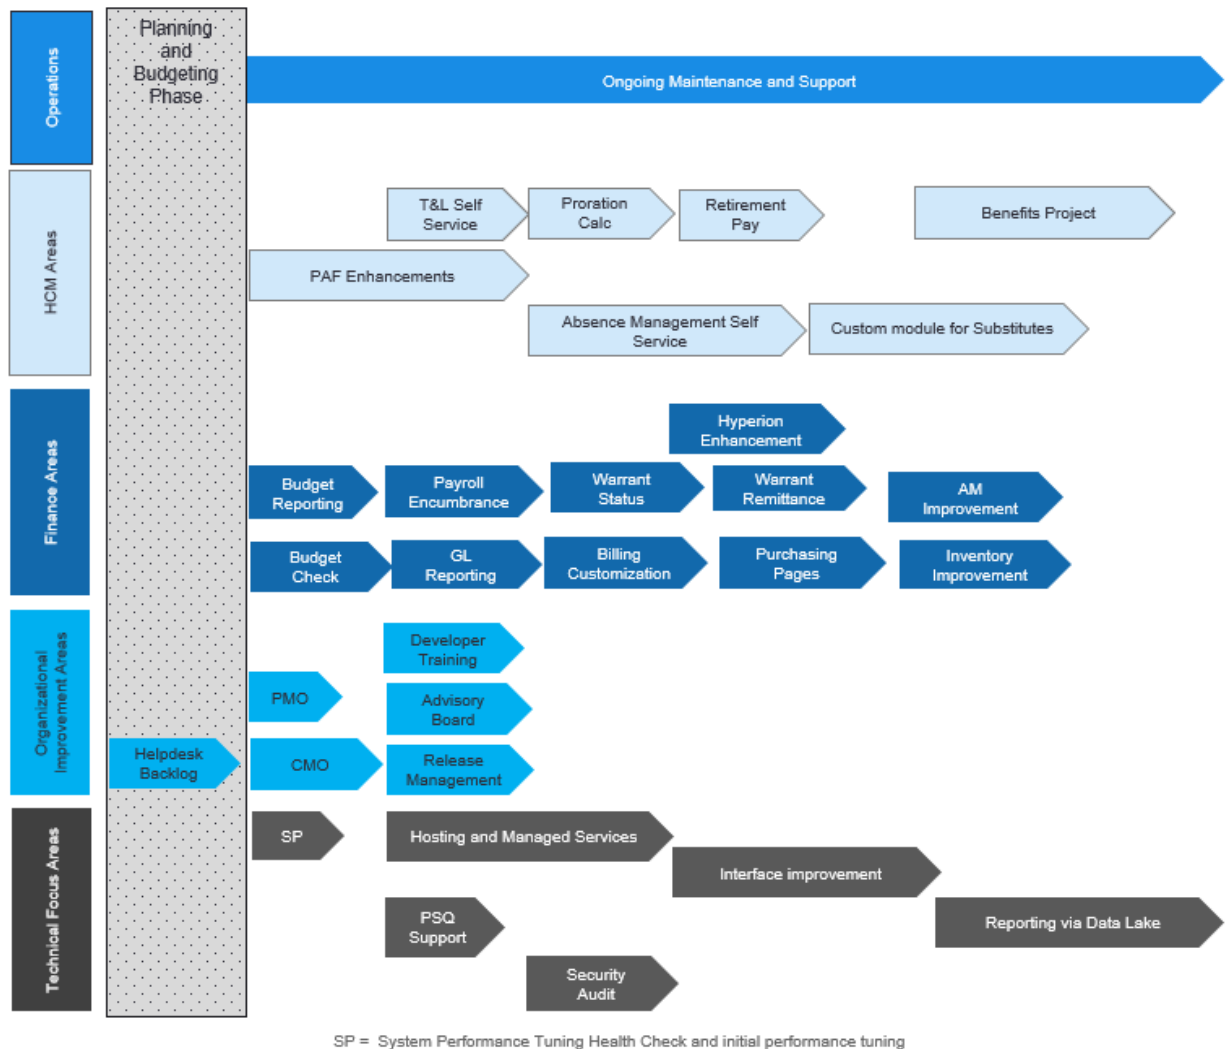 Planning
and
Budgeting
Phase
Operations
Ongoing Maintenance and Support
HCM Areas
T&L Self
Service
Proration
Calc
Retirement
Pay
Benefits Project
PAF Enhancements
Absence Management Self
Service
Custom module for Substitutes
Finance Areas
Hyperion
Enhancement
Budget
Reporting
Payroll
Encumbrance
Warrant
Status
Warrant
Remittance
AM
Improvement
Budget
Check
GL
Reporting
Billing
Customization
Purchasing
Pages
Inventory
Improvement
Organizational
Improvement Areas
Developer
Training
PMO
Advisory
Board
Helpdesk
Backlog
CMO
Release
Management
Technical Focus Areas
SP
Hosting and Managed Services
Interface improvement
PSQ
Support
Reporting via Data Lake
Security
Audit
SP = System Performance Tuning Health Check and initial performance tuning